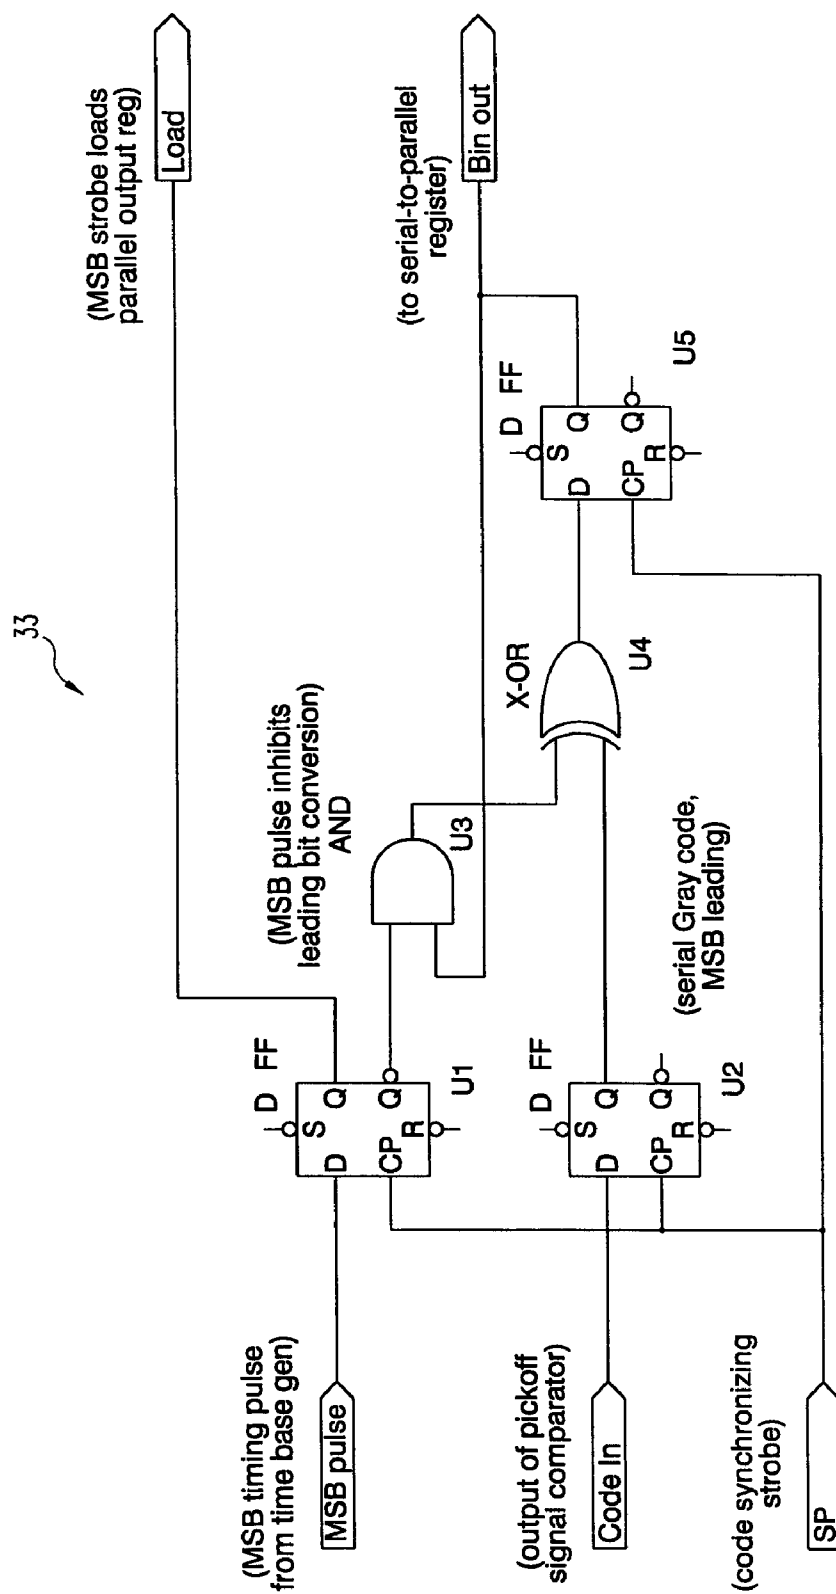 33
(MSB strobe loads
parallel output reg)
Load
(MSB timing pulse
from time base gen)
MSB pulse
D FF
S
D
Q
CP
Q
R
U1
(MSB pulse inhibits
leading bit conversion)
AND
U3
(to serial-to-parallel
register)
Bin out
(output of pickoff
signal comparator)
Code In
D FF
S
D
Q
CP
Q
R
U2
(serial Gray code,
MSB leading)
X-OR
U4
D FF
S
D
Q
CP
Q
R
U5
(code synchronizing
strobe)
SP